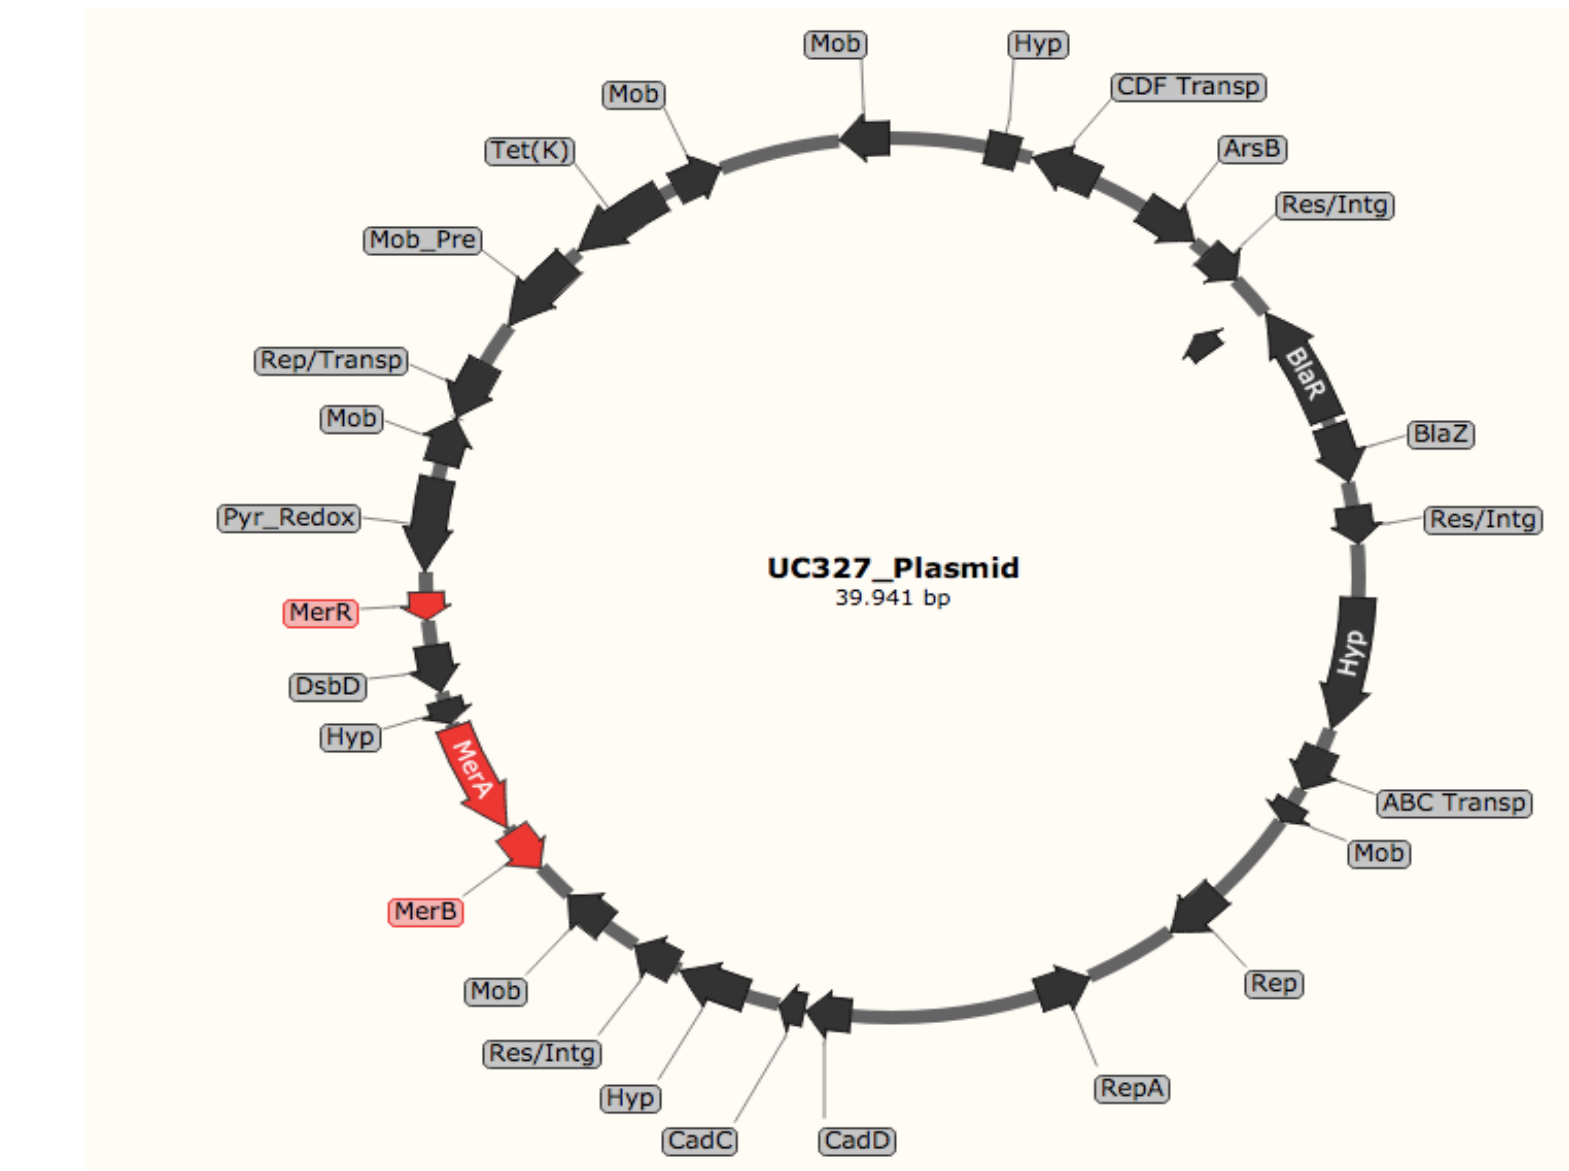 Mob
Hyp
CDF Transp
Mob
ArsB
Tet(K)
Res/Intg
Mob_Pre
BlaR
Rep/Transp
Mob
BlaZ
Pyr_Redox
Res/Intg
UC327_Plasmid
39.941 bp
MerR
Hyp
DsbD
Hyp
MerA
ABC Transp
Mob
MerB
Mob
Rep
Res/Intg
Hyp
RepA
CadC
CadD